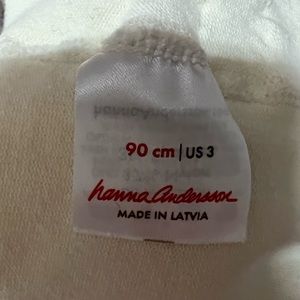 90 cm | US 3
hanna Andersson
MADE IN LATVIA